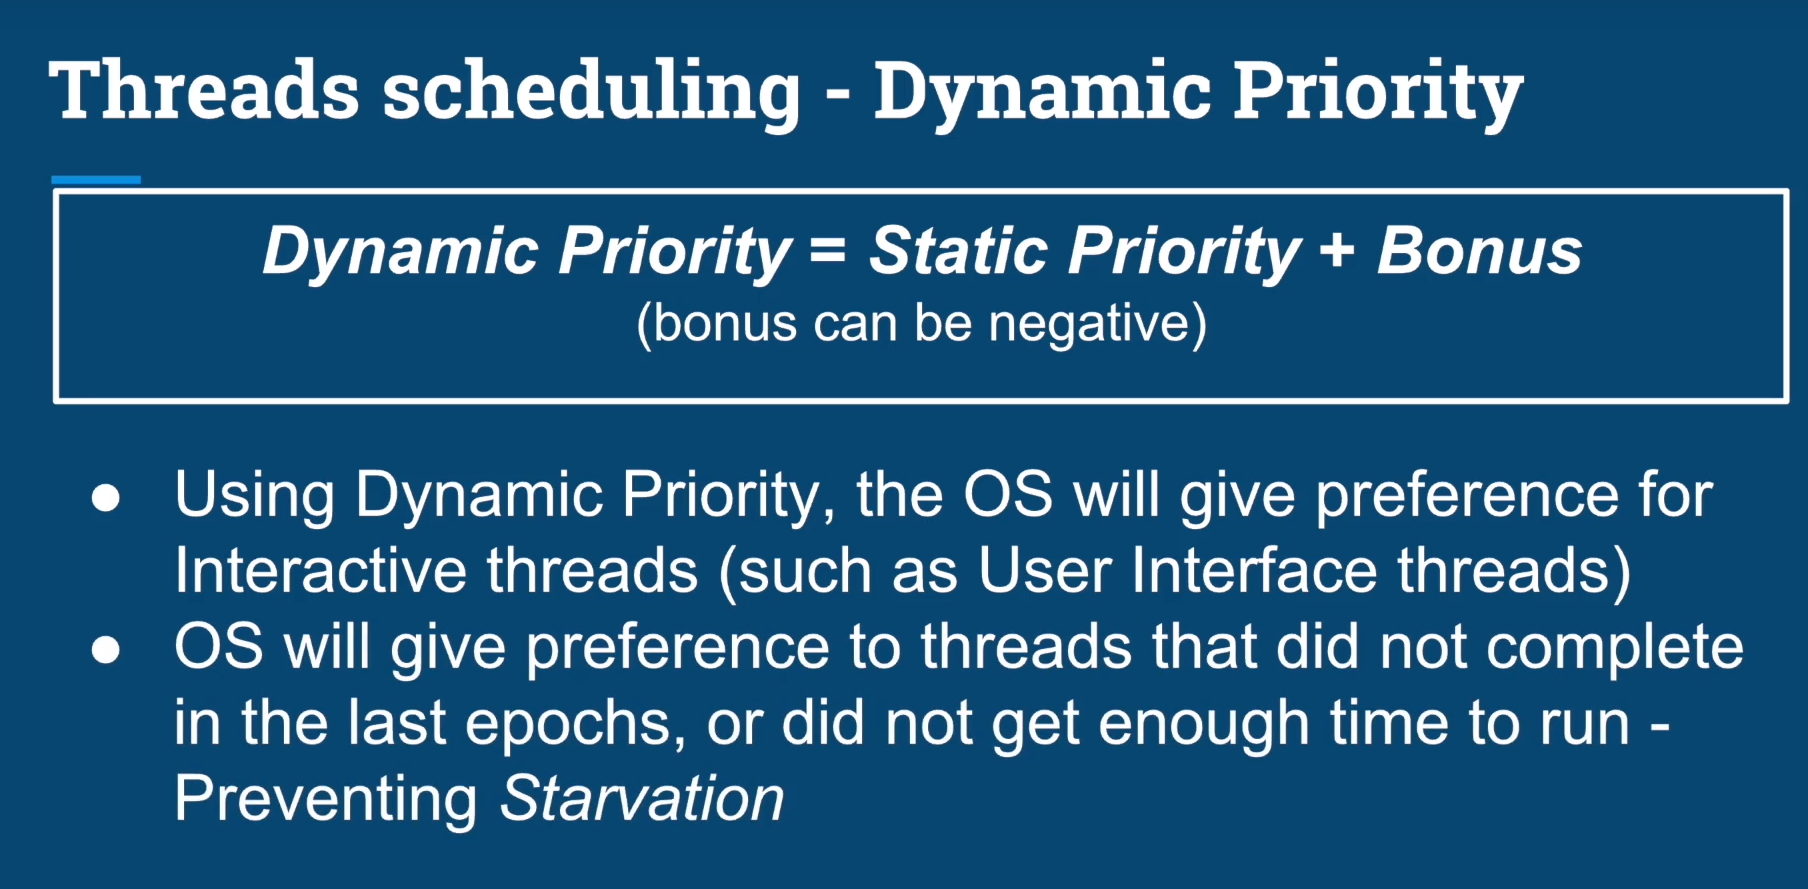 Threads scheduling - Dynamic Priority
Dynamic Priority = Static Priority + Bonus
(bonus can be negative)
● Using Dynamic Priority, the OS will give preference for
Interactive threads (such as User Interface threads)
● OS will give preference to threads that did not complete
in the last epochs, or did not get enough time to run -
Preventing Starvation